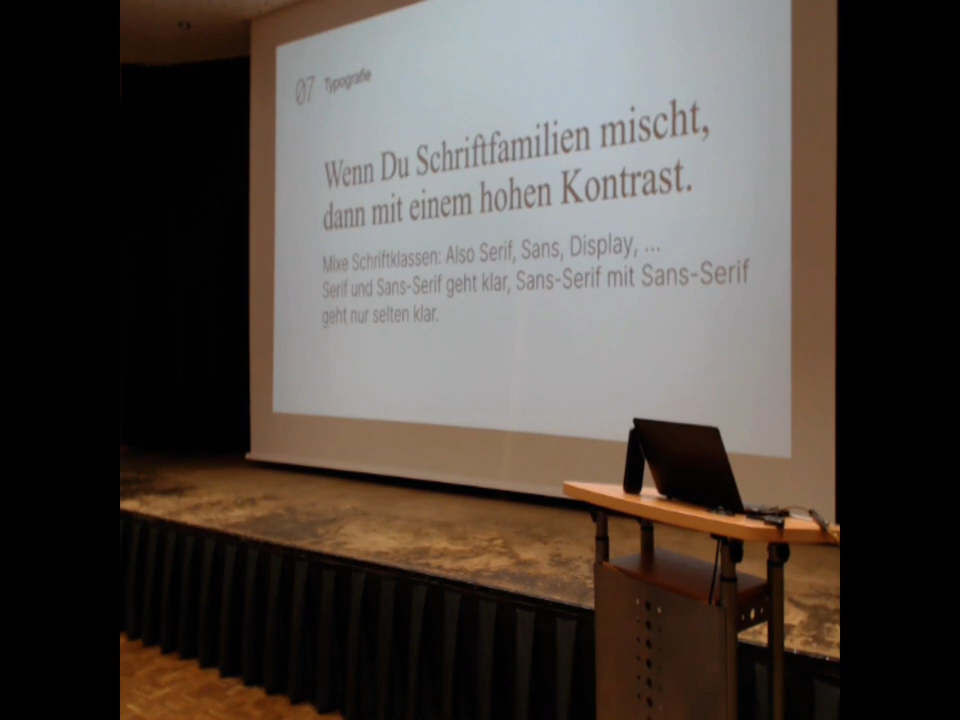 07 Typografie
Wenn Du Schriftfamilien mischt,
dann mit einem hohen Kontrast.
Mixe Schriftklassen: Also Serif, Sans, Display, ...
Serif und Sans-Serif geht klar, Sans-Serif mit Sans-Serif
geht nur selten klar.